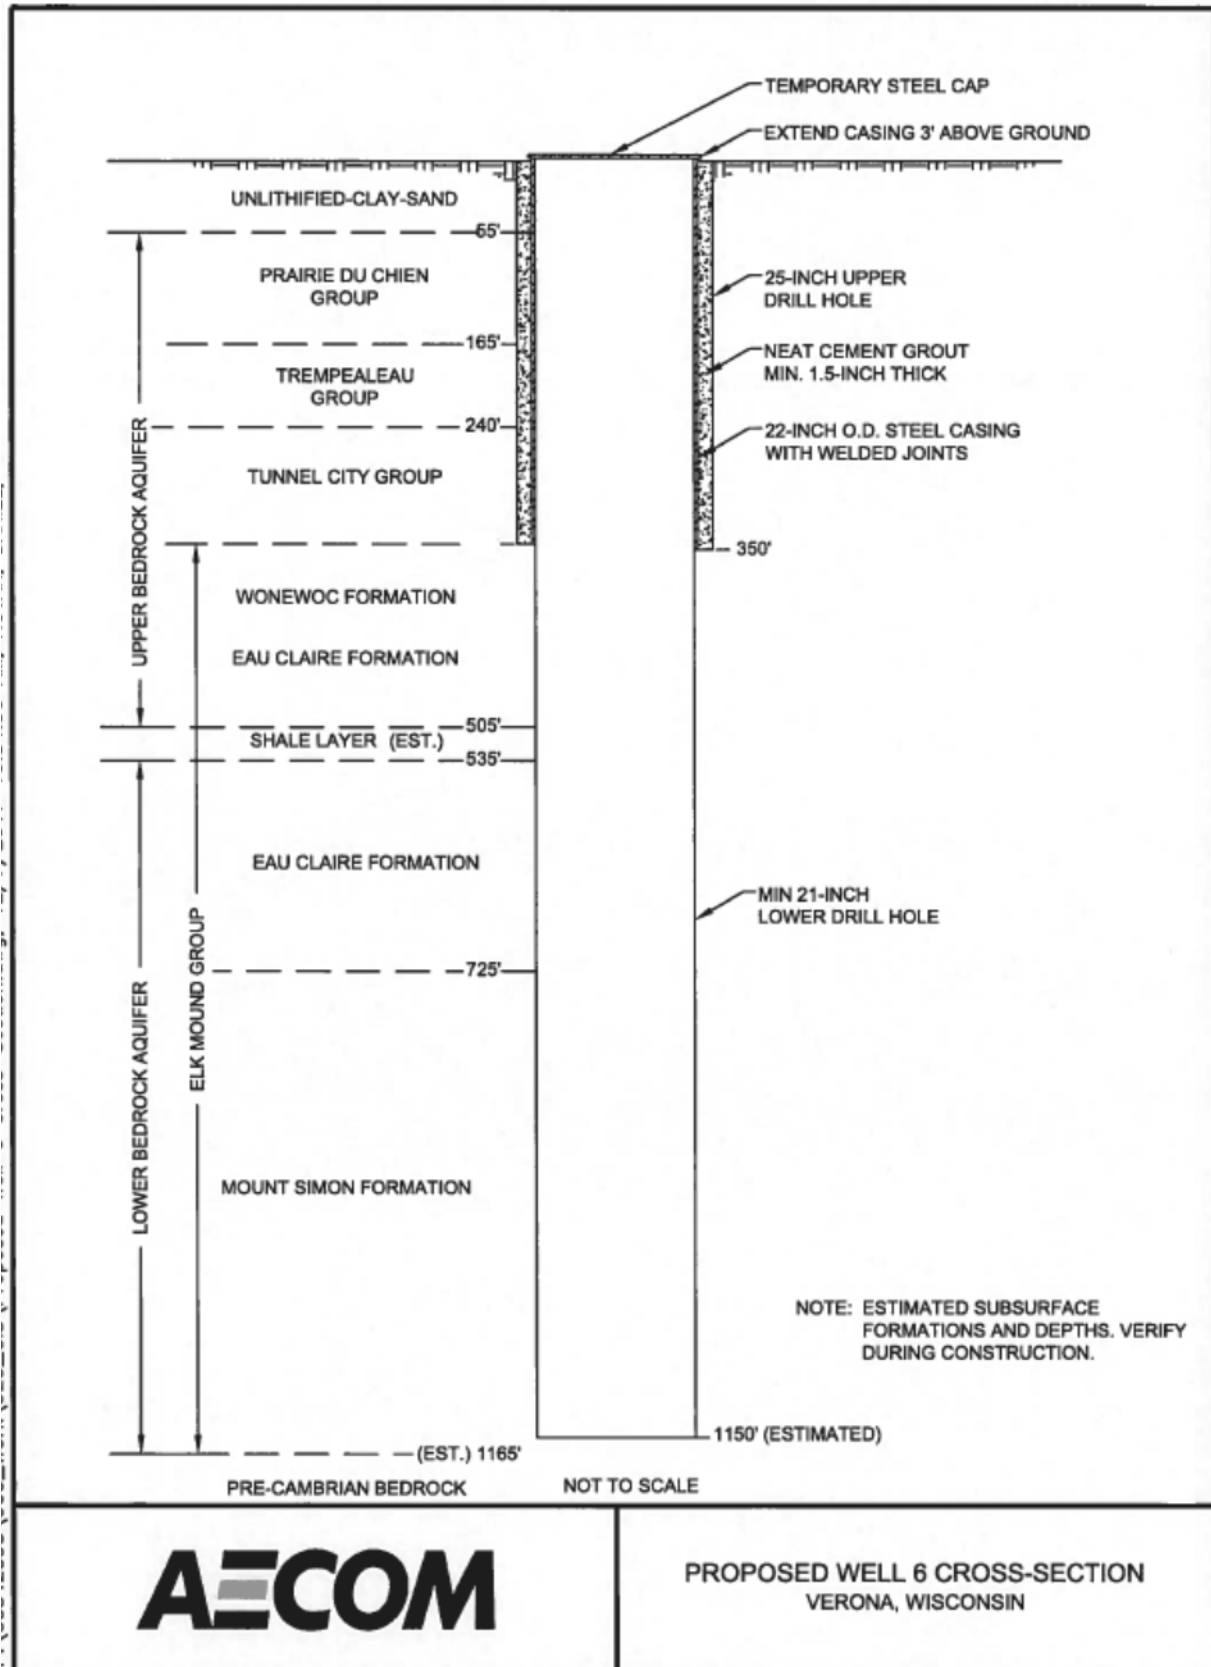 TEMPORARY STEEL CAP
EXTEND CASING 3' ABOVE GROUND
UNLITHIFIED-CLAY-SAND
65'
PRAIRIE DU CHIEN
GROUP
25-INCH UPPER
DRILL HOLE
165'
NEAT CEMENT GROUT
MIN. 1.5-INCH THICK
TREMPEALEAU
GROUP
240'
22-INCH O.D. STEEL CASING
WITH WELDED JOINTS
TUNNEL CITY GROUP
UPPER BEDROCK AQUIFER
350'
WONEWOC FORMATION
EAU CLAIRE FORMATION
505'
SHALE LAYER (EST.)
535'
EAU CLAIRE FORMATION
MIN 21-INCH
LOWER DRILL HOLE
725'
ELK MOUND GROUP
LOWER BEDROCK AQUIFER
MOUNT SIMON FORMATION
NOTE: ESTIMATED SUBSURFACE
FORMATIONS AND DEPTHS. VERIFY
DURING CONSTRUCTION.
1150' (ESTIMATED)
(EST.) 1165'
PRE-CAMBRIAN BEDROCK
NOT TO SCALE
AECOM
PROPOSED WELL 6 CROSS-SECTION
VERONA, WISCONSIN